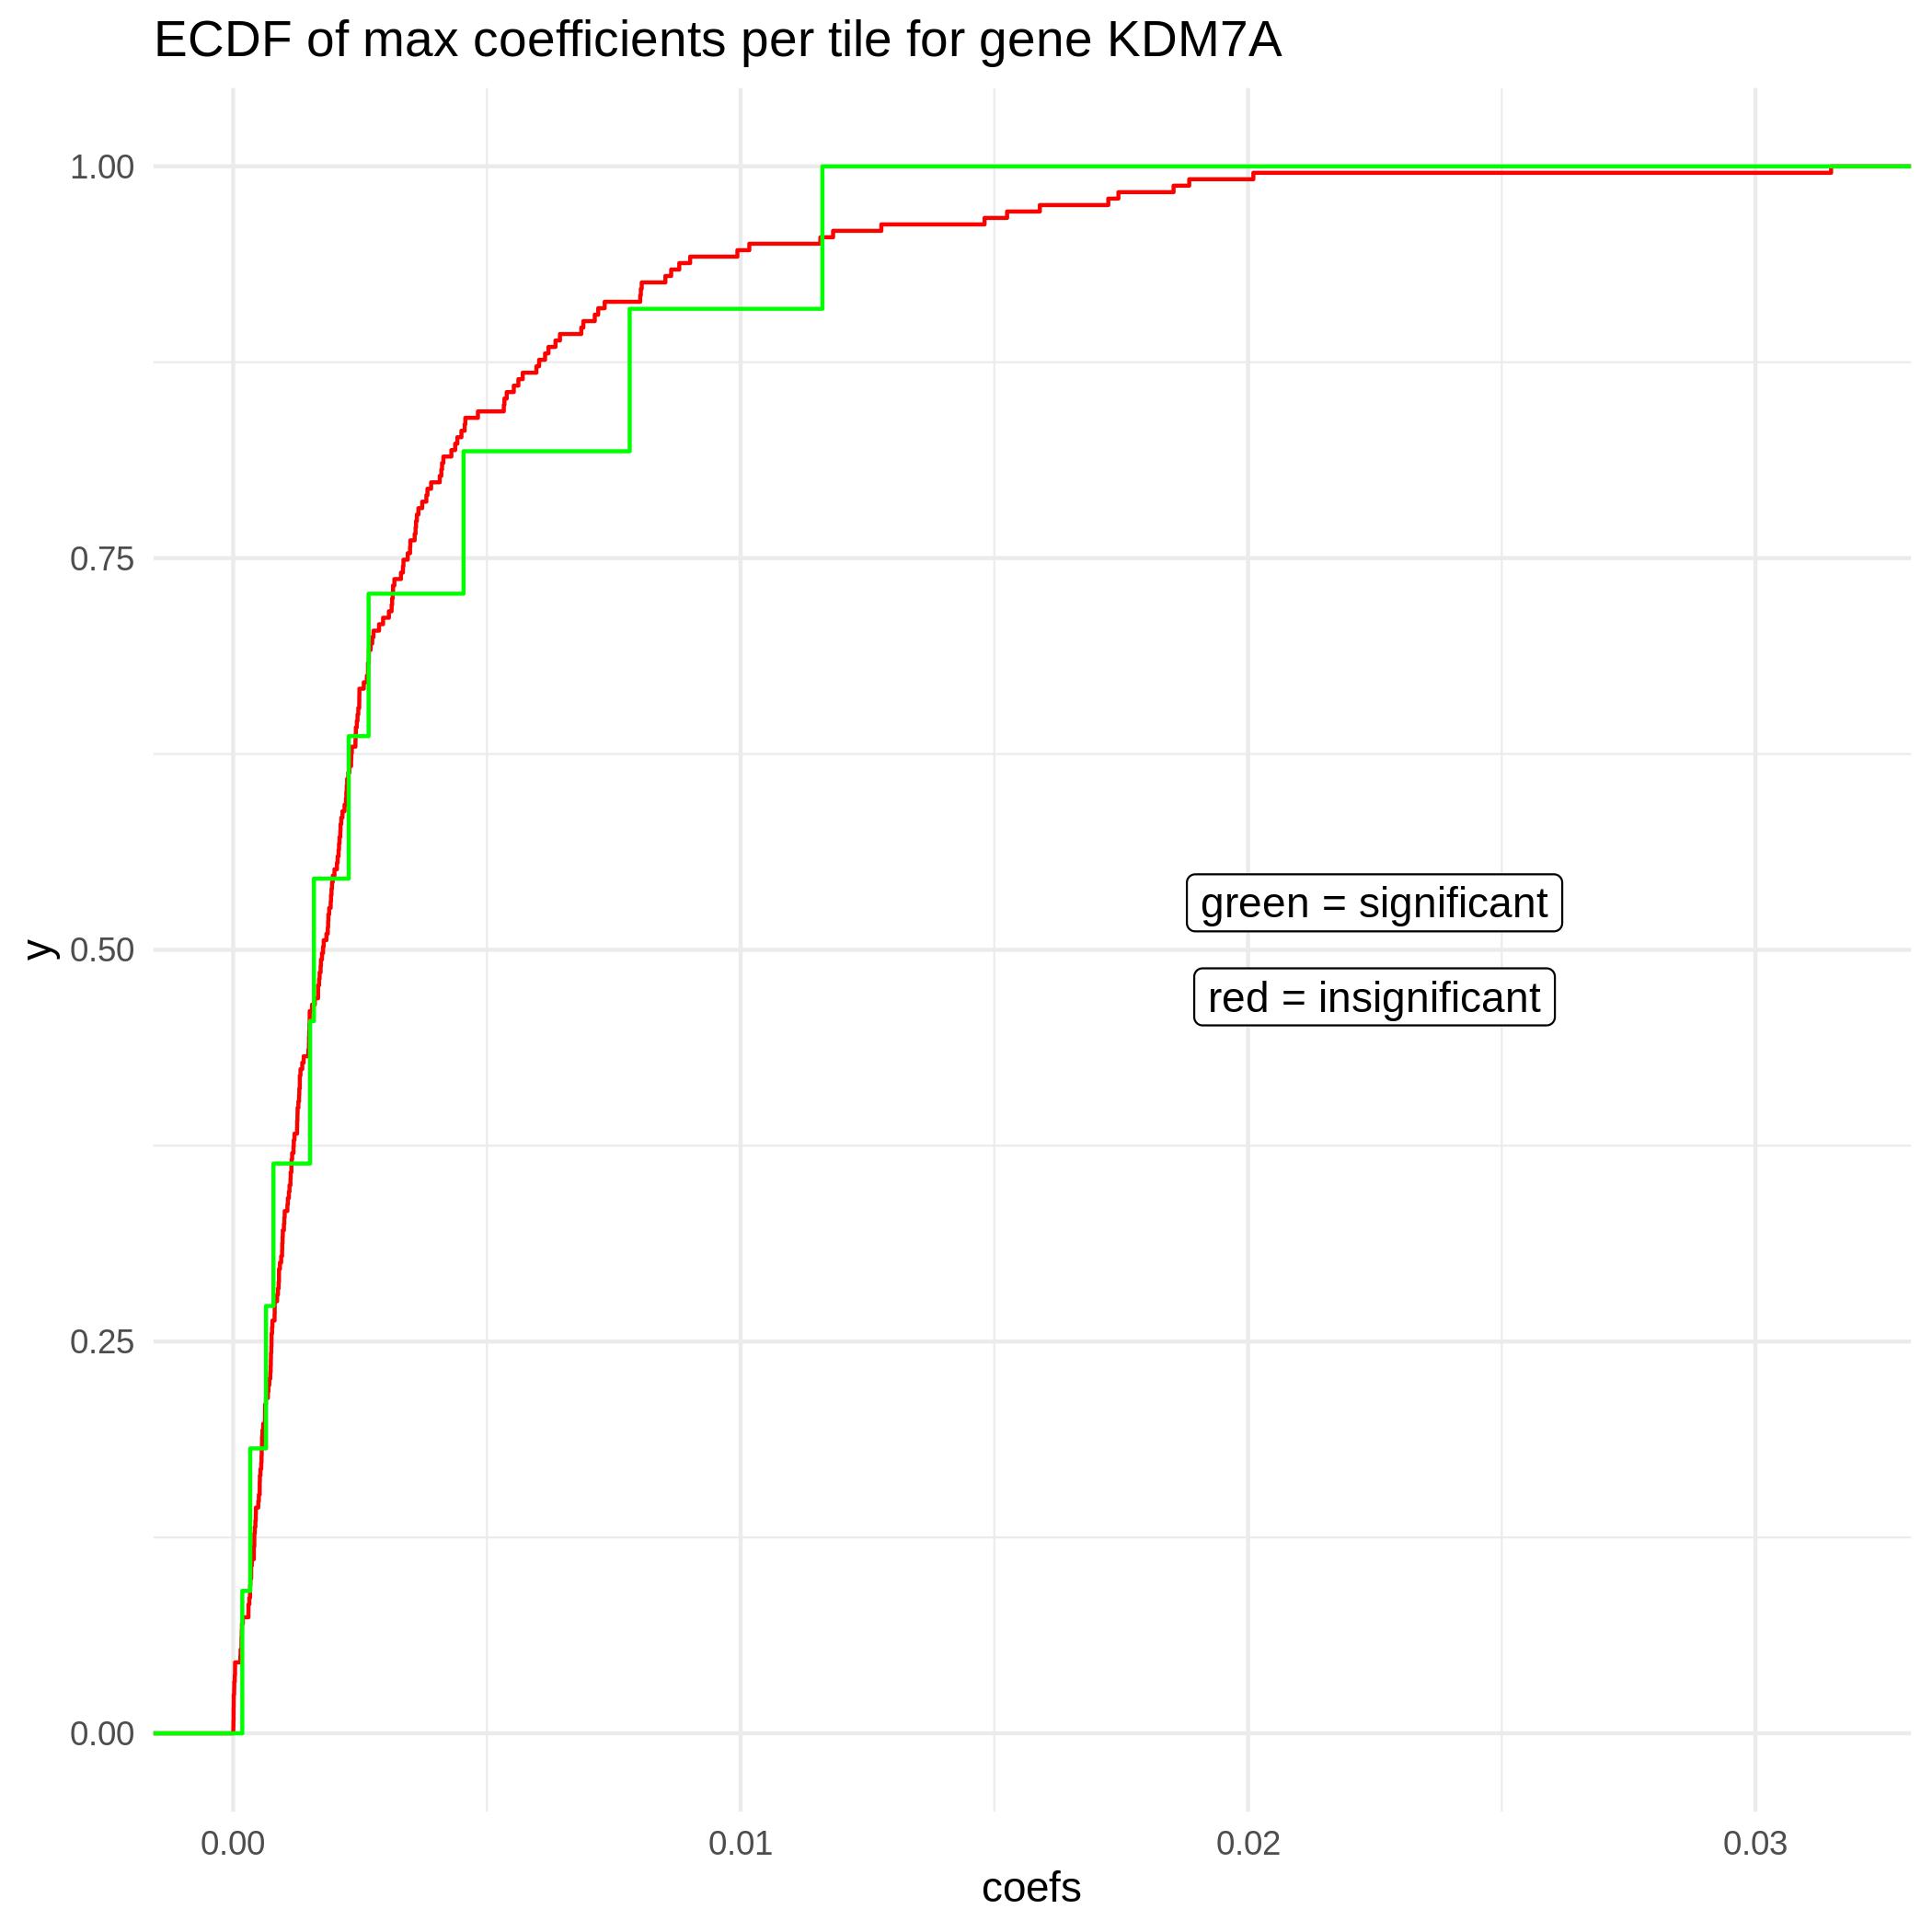 ECDF of max coefficients per tile for gene KDM7A
1.00
0.75
0.50
0.25
0.00
y
green = significant
red = insignificant
0.00 0.01 0.02 0.03
coefs